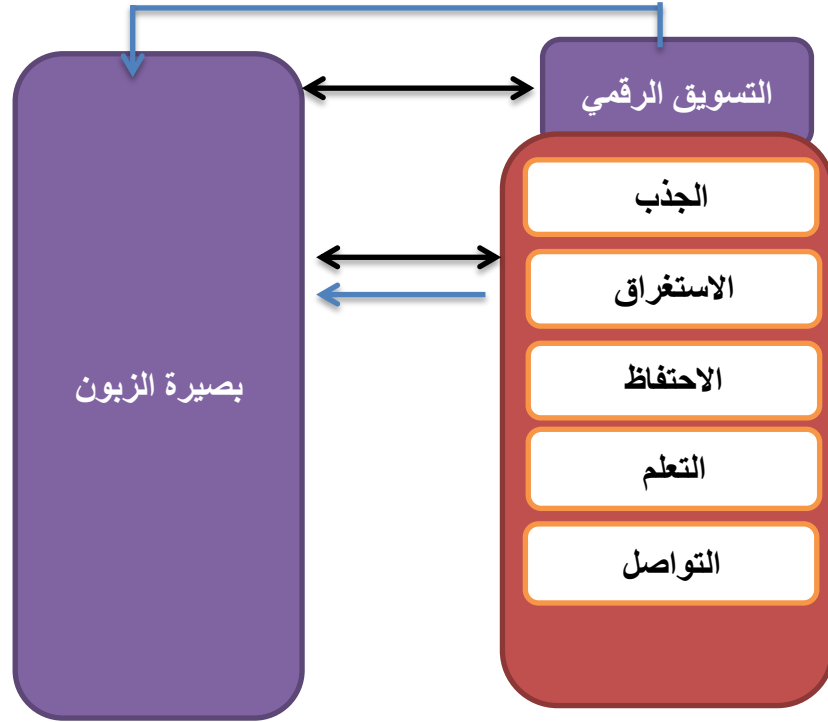 التسويق الرقمي
الجذب
الاستغراق
الاحتفاظ
التعلم
التواصل
بصيرة الزبون